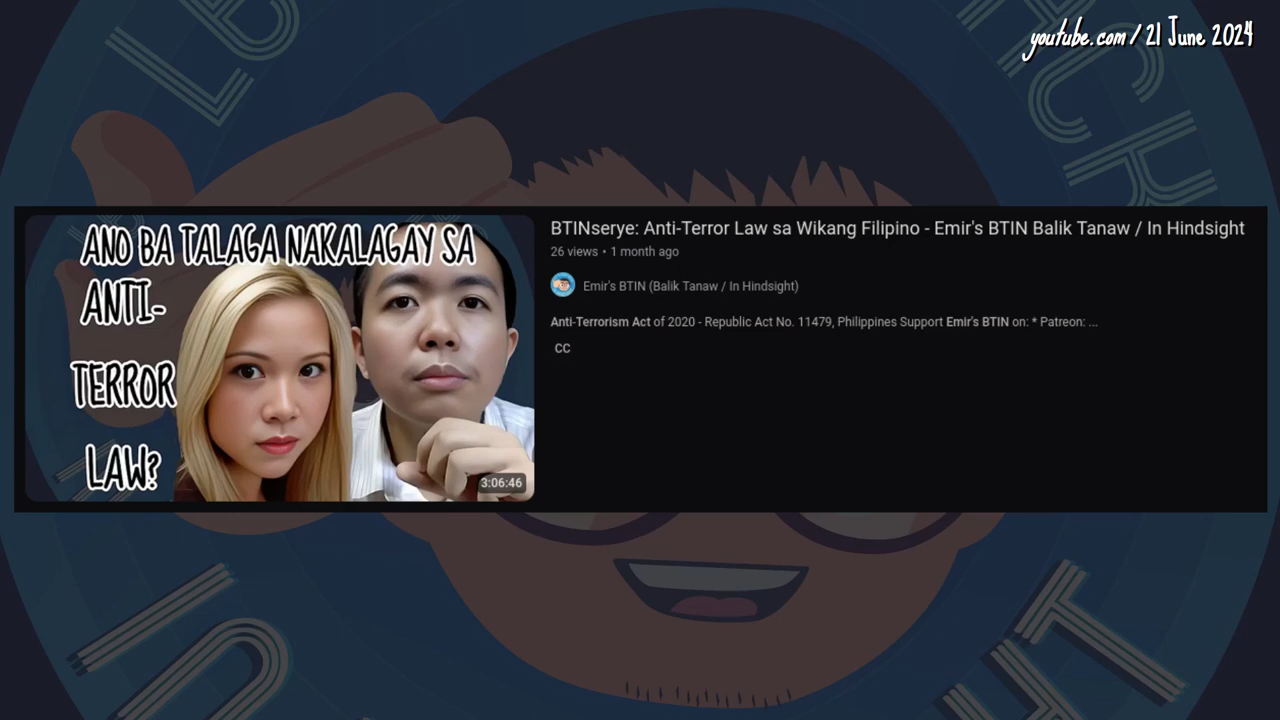 youtube.com / 21 June 2024
ANO BA TALAGA NAKALAGAY SA
ANTI-
TERROR
LAW?
3:06:46
BTINserye: Anti-Terror Law sa Wikang Filipino - Emir's BTIN Balik Tanaw / In Hindsight
26 views • 1 month ago
Emir's BTIN (Balik Tanaw / In Hindsight)
Anti-Terrorism Act of 2020 - Republic Act No. 11479, Philippines Support Emir's BTIN on: * Patreon: ...
CC